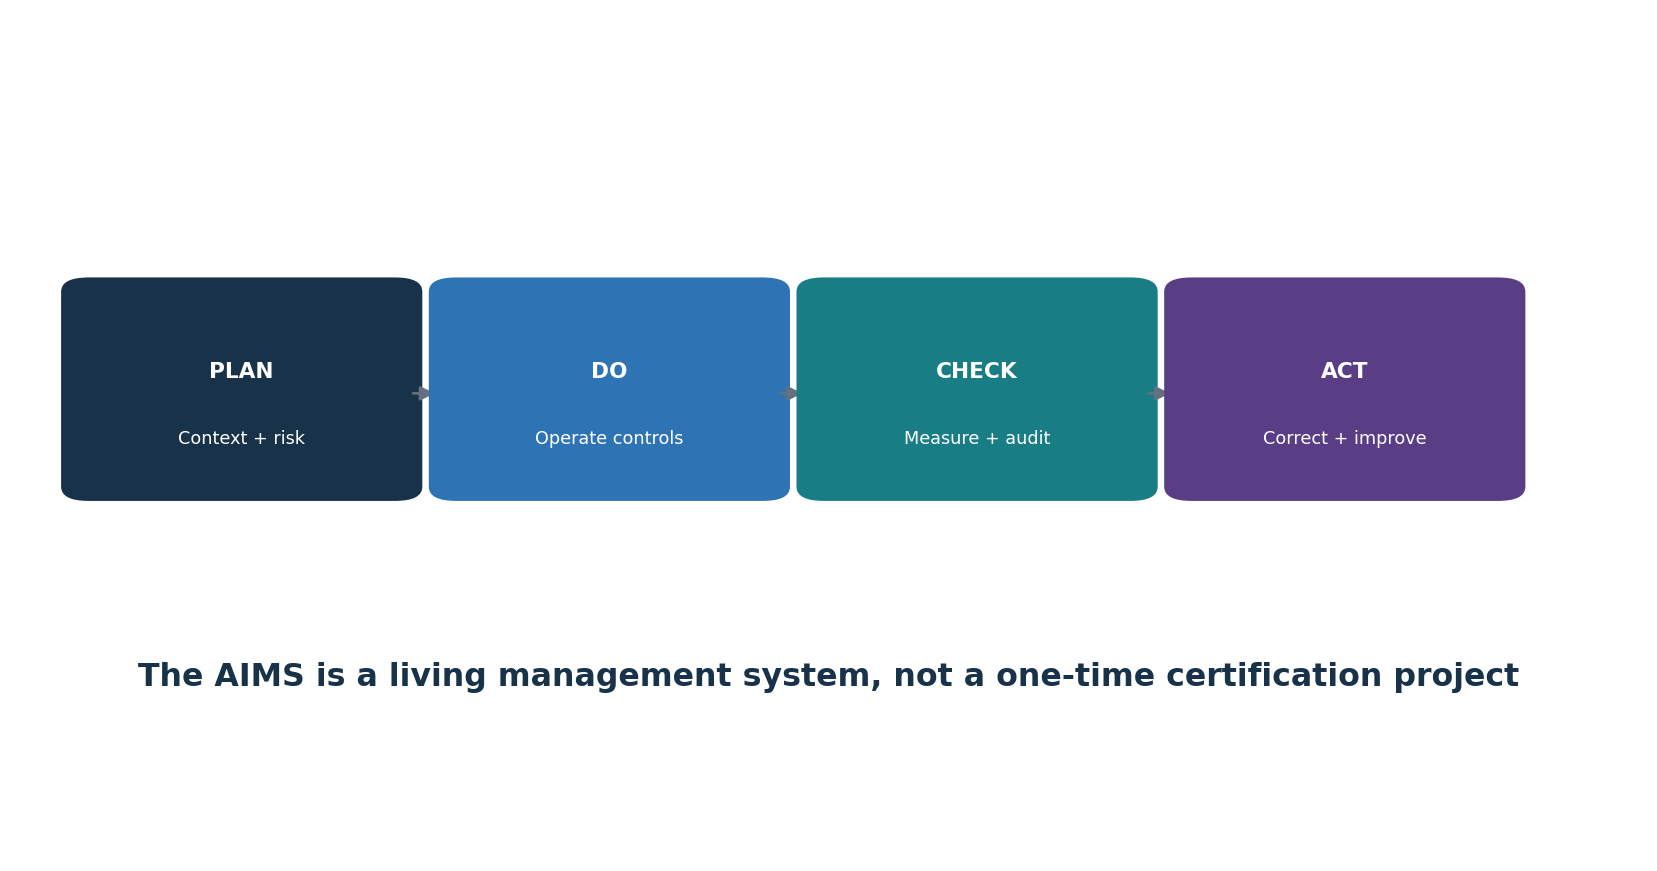 PLAN
Context + risk
DO
Operate controls
CHECK
Measure + audit
ACT
Correct + improve
The AIMS is a living management system, not a one-time certification project